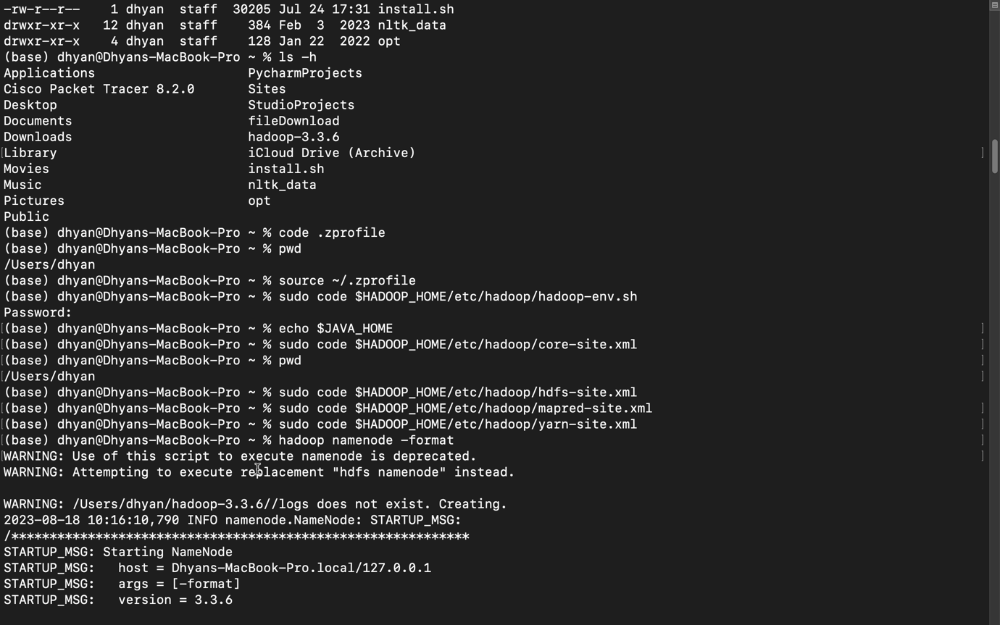 -rw-r--r--    1 dhyan  staff  30205 Jul 24 17:31 install.sh
drwxr-xr-x   12 dhyan  staff    384 Feb  3  2023 nltk_data
drwxr-xr-x    4 dhyan  staff    128 Jan 22  2022 opt
(base) dhyan@Dhyans-MacBook-Pro ~ % ls -h
Applications                    PycharmProjects
Cisco Packet Tracer 8.2.0       Sites
Desktop                         StudioProjects
Documents                       fileDownload
Downloads                       hadoop-3.3.6
[Library                         iCloud Drive (Archive) ]
Movies                          install.sh
Music                           nltk_data
Pictures                        opt
Public
(base) dhyan@Dhyans-MacBook-Pro ~ % code .zprofile
(base) dhyan@Dhyans-MacBook-Pro ~ % pwd
/Users/dhyan
(base) dhyan@Dhyans-MacBook-Pro ~ % source ~/.zprofile
(base) dhyan@Dhyans-MacBook-Pro ~ % sudo code $HADOOP_HOME/etc/hadoop/hadoop-env.sh
Password:
[(base) dhyan@Dhyans-MacBook-Pro ~ % echo $JAVA_HOME ]
[(base) dhyan@Dhyans-MacBook-Pro ~ % sudo code $HADOOP_HOME/etc/hadoop/core-site.xml ]
[(base) dhyan@Dhyans-MacBook-Pro ~ % pwd ]
[/Users/dhyan ]
(base) dhyan@Dhyans-MacBook-Pro ~ % sudo code $HADOOP_HOME/etc/hadoop/hdfs-site.xml
[(base) dhyan@Dhyans-MacBook-Pro ~ % sudo code $HADOOP_HOME/etc/hadoop/mapred-site.xml ]
[(base) dhyan@Dhyans-MacBook-Pro ~ % sudo code $HADOOP_HOME/etc/hadoop/yarn-site.xml ]
[(base) dhyan@Dhyans-MacBook-Pro ~ % hadoop namenode -format ]
[WARNING: Use of this script to execute namenode is deprecated. ]
WARNING: Attempting to execute replacement "hdfs namenode" instead.

WARNING: /Users/dhyan/hadoop-3.3.6//logs does not exist. Creating.
2023-08-18 10:16:10,790 INFO namenode.NameNode: STARTUP_MSG:
/************************************************************
STARTUP_MSG: Starting NameNode
STARTUP_MSG:   host = Dhyans-MacBook-Pro.local/127.0.0.1
STARTUP_MSG:   args = [-format]
STARTUP_MSG:   version = 3.3.6